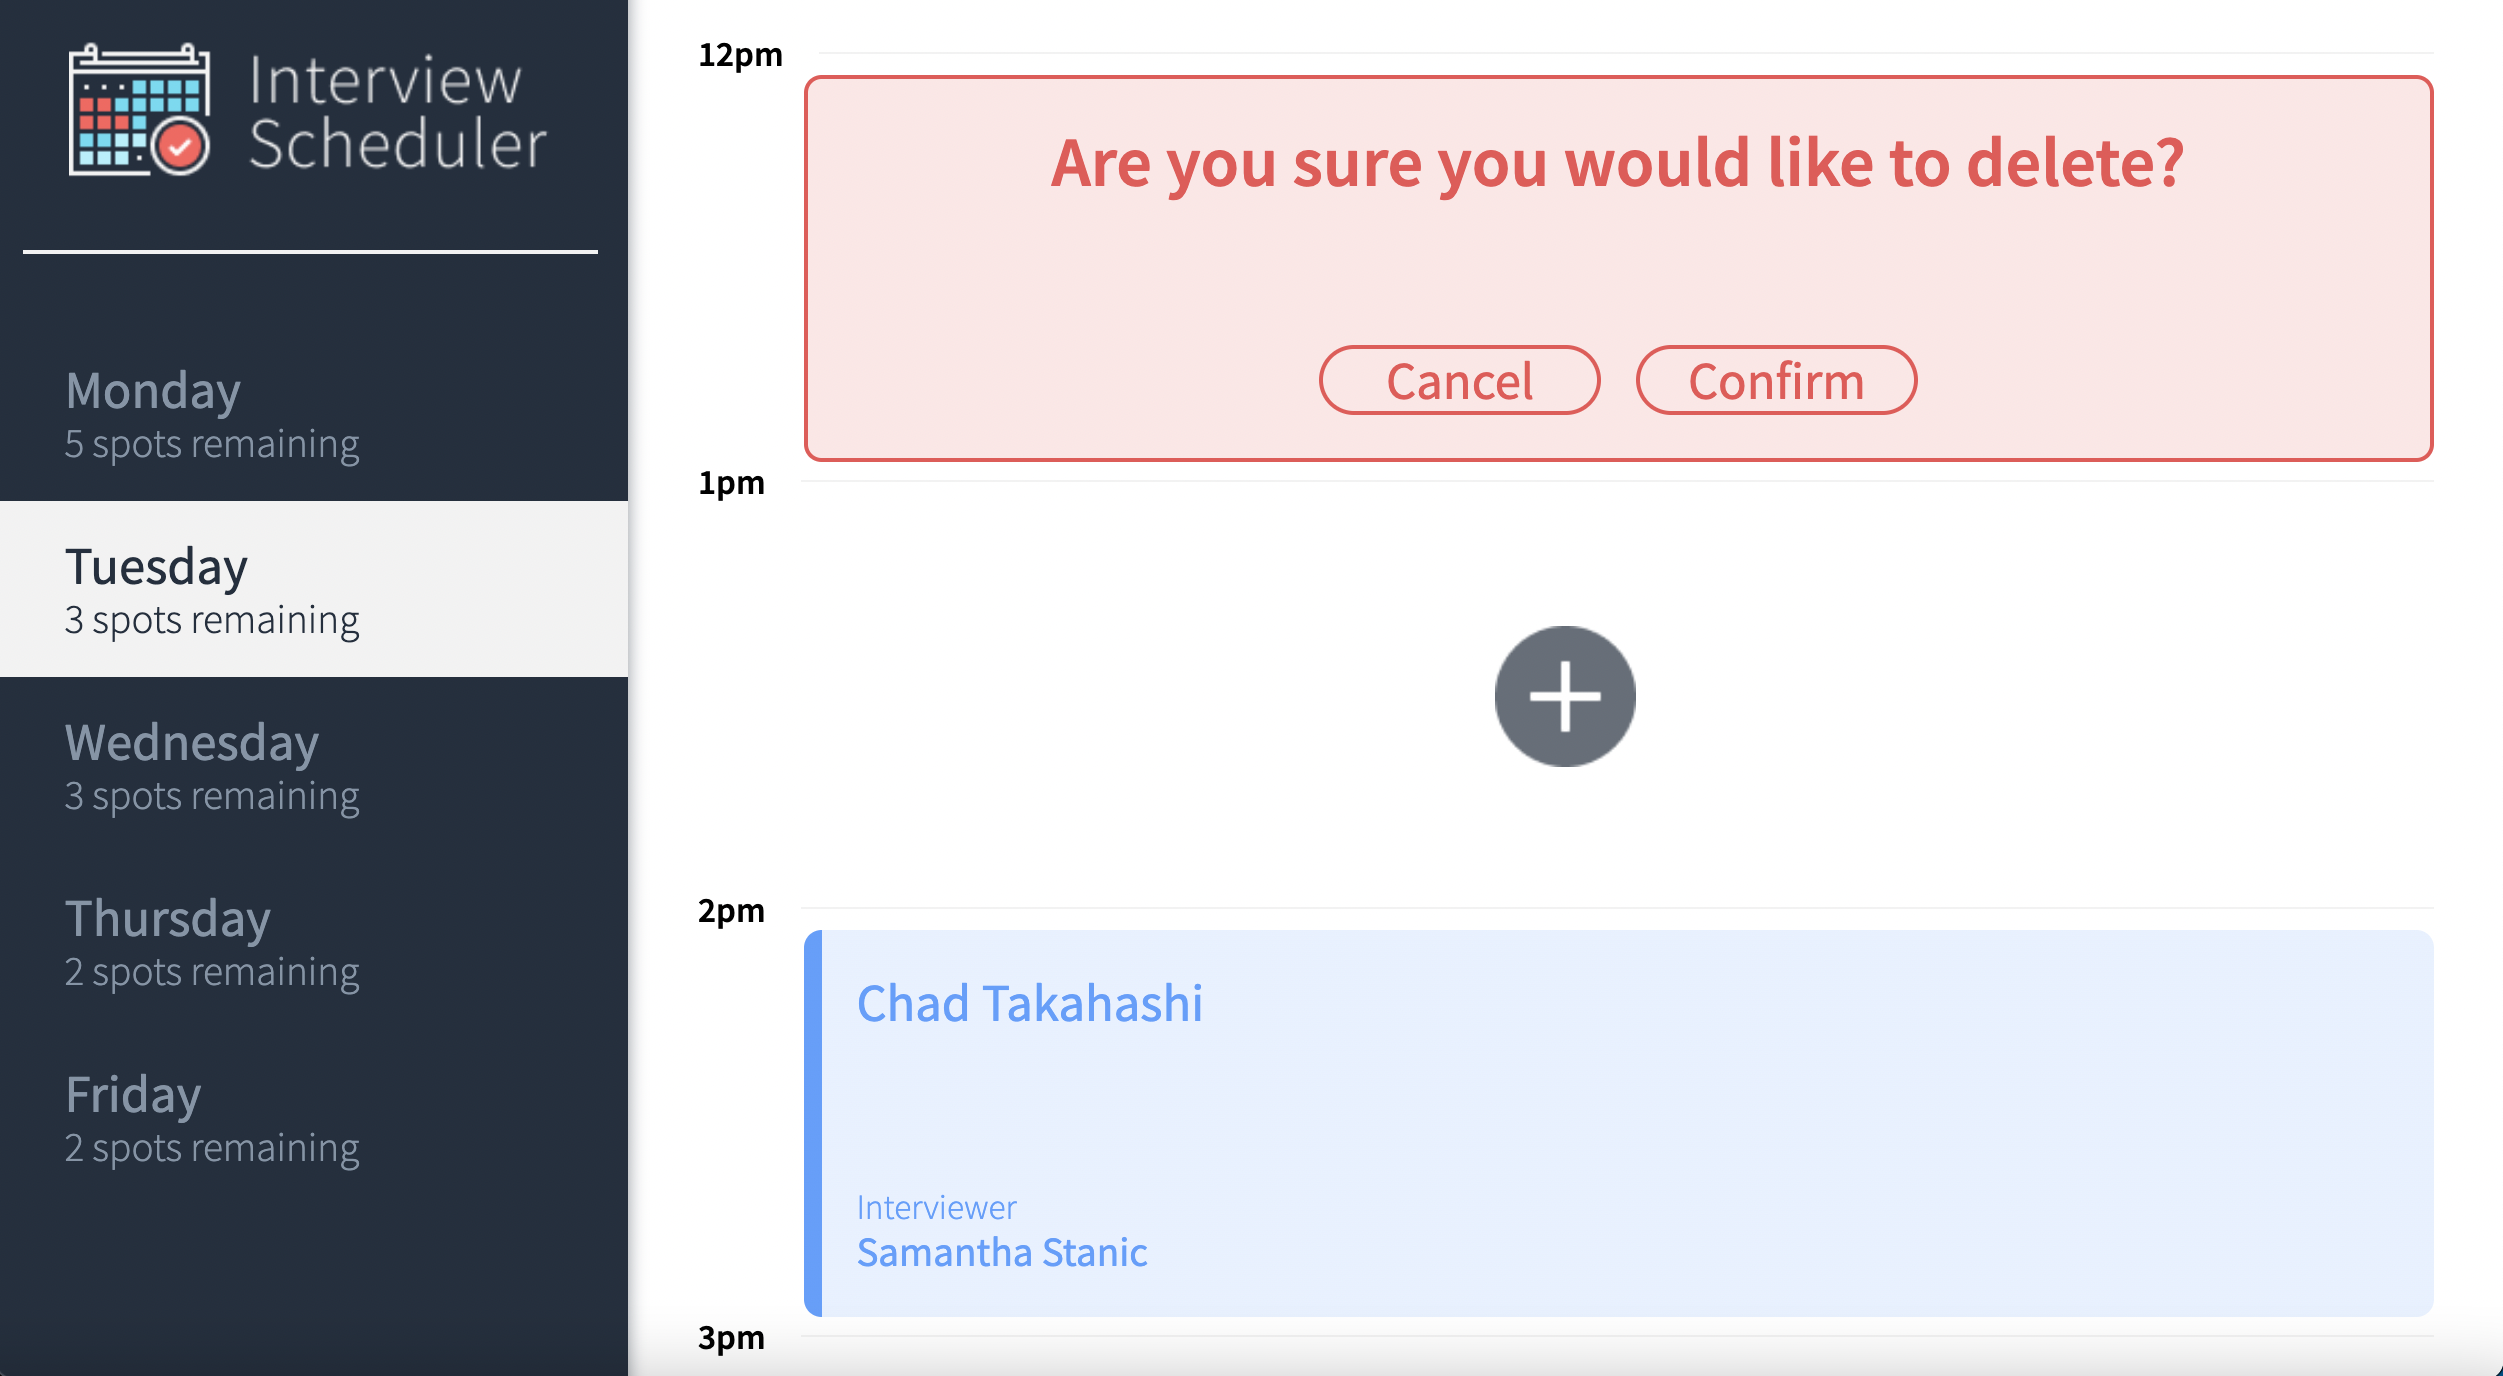 Interview
Scheduler
Monday
5 spots remaining
Tuesday
3 spots remaining
Wednesday
3 spots remaining
Thursday
2 spots remaining
Friday
2 spots remaining
12pm
Are you sure you would like to delete?
Cancel Confirm
1pm
2pm
Chad Takahashi
Interviewer
Samantha Stanic
3pm